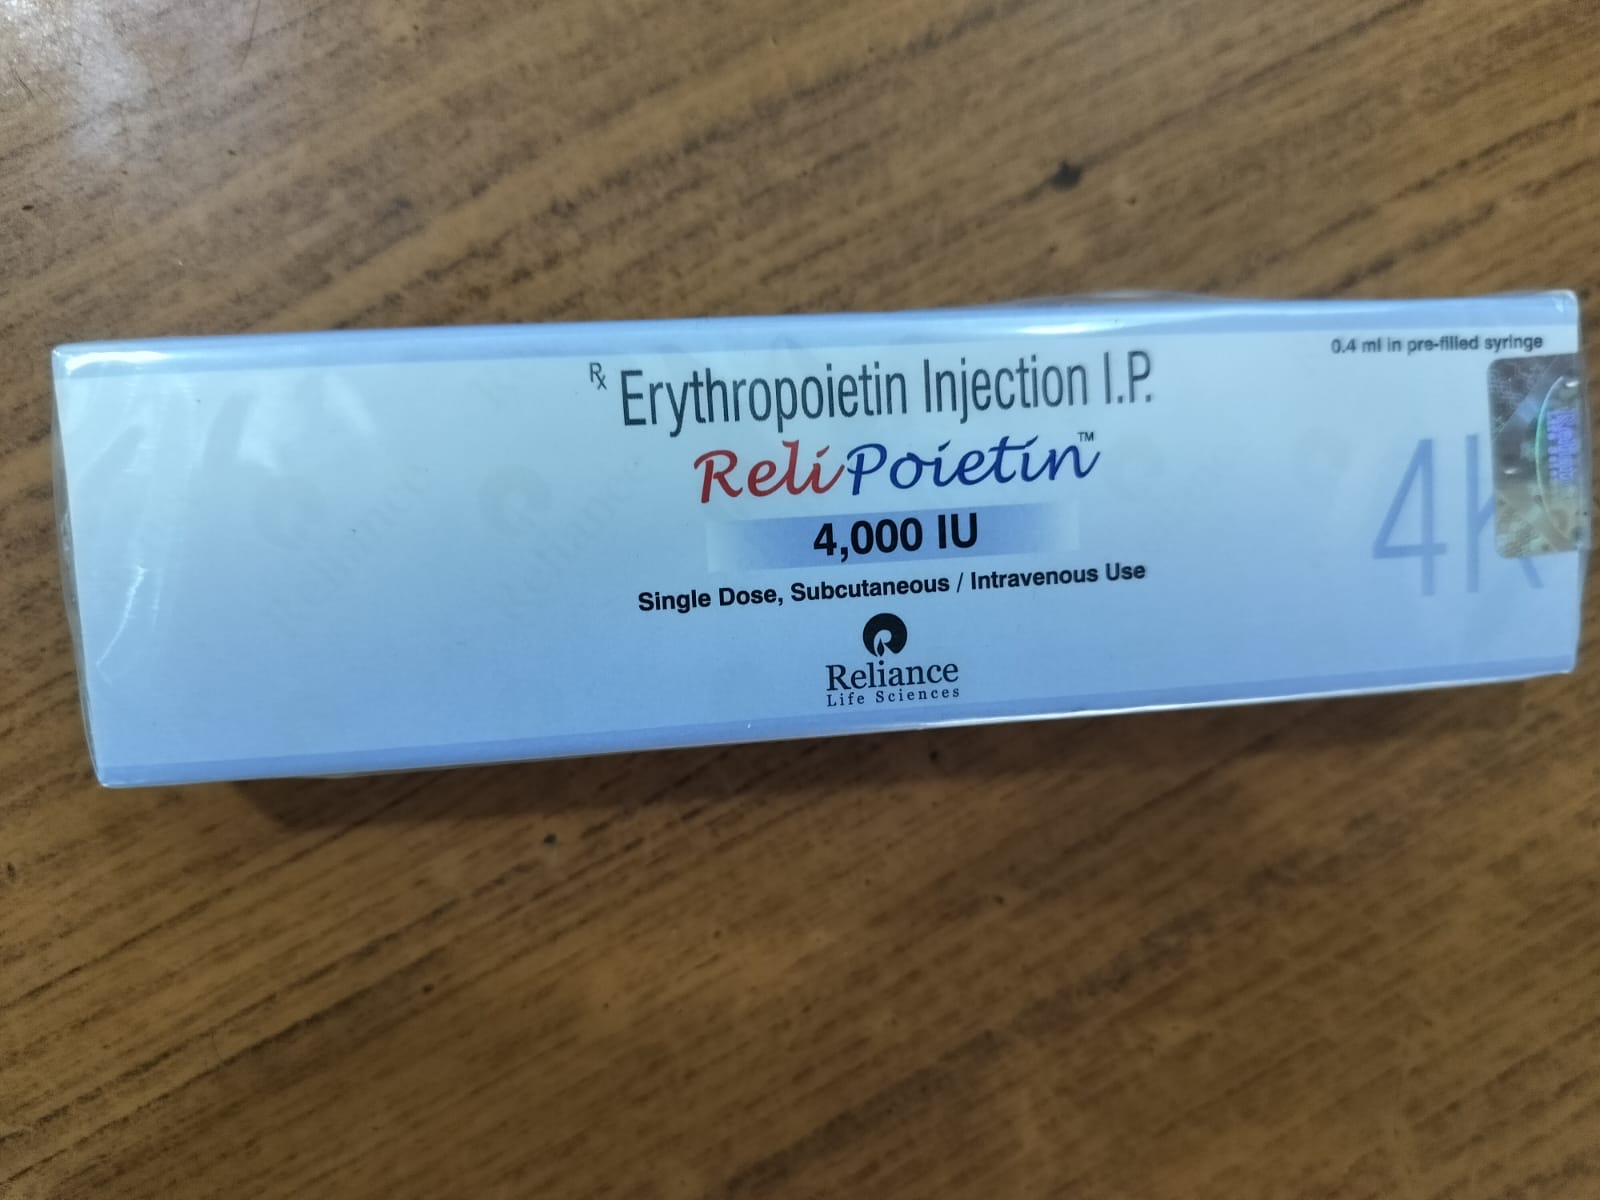 0.4 ml in pre-filled syringe
Rx Erythropoietin Injection I.P.
ReliPoietin™
4,000 IU
4K
Single Dose, Subcutaneous / Intravenous Use
Reliance
Life Sciences